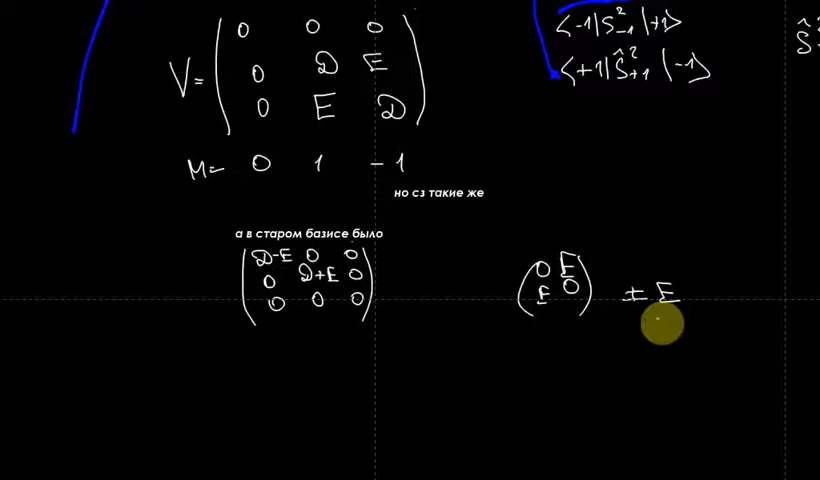 0 0 0
V= 0 D E
0 E D
M= 0 1 -1
⟨-1|S²₋₁|+1⟩
⟨+1|Ŝ²₊₁|-1⟩
Ŝ²
но сз такие же
а в старом базисе было
D-E 0 0
0 D+E 0
0 0 0
0 E
E 0
± E